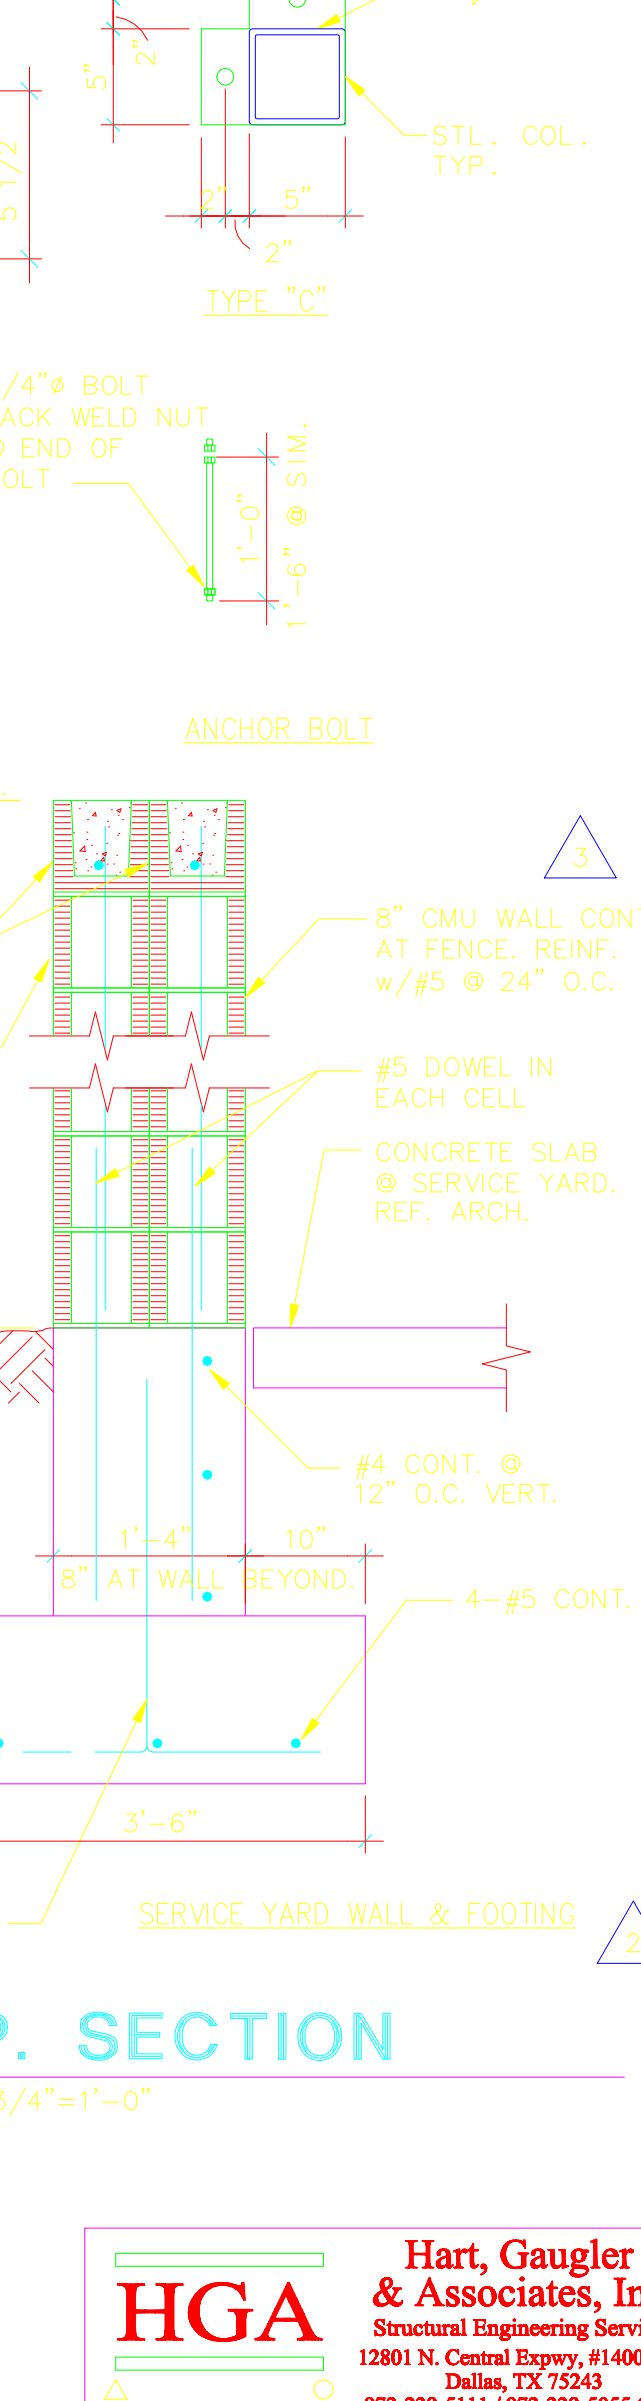 2"
5"
STL. COL.
TYP.
5 1/2
2"
5"
2"
TYPE "C"
/4"ø BOLT
ACK WELD NUT
END OF
OLT
1'-0"
1'-6" @ SIM.
ANCHOR BOLT
3
8" CMU WALL CONT
AT FENCE. REINF.
w/#5 @ 24" O.C.
#5 DOWEL IN
EACH CELL
CONCRETE SLAB
@ SERVICE YARD.
REF. ARCH.
#4 CONT. @
12" O.C. VERT.
1'-4"
10"
8" AT WALL BEYOND.
4-#5 CONT.
3'-6"
SERVICE YARD WALL & FOOTING
2
P. SECTION
3/4"=1'-0"
HGA
Hart, Gaugler
& Associates, In
Structural Engineering Servi
12801 N. Central Expwy, #1400
Dallas, TX 75243